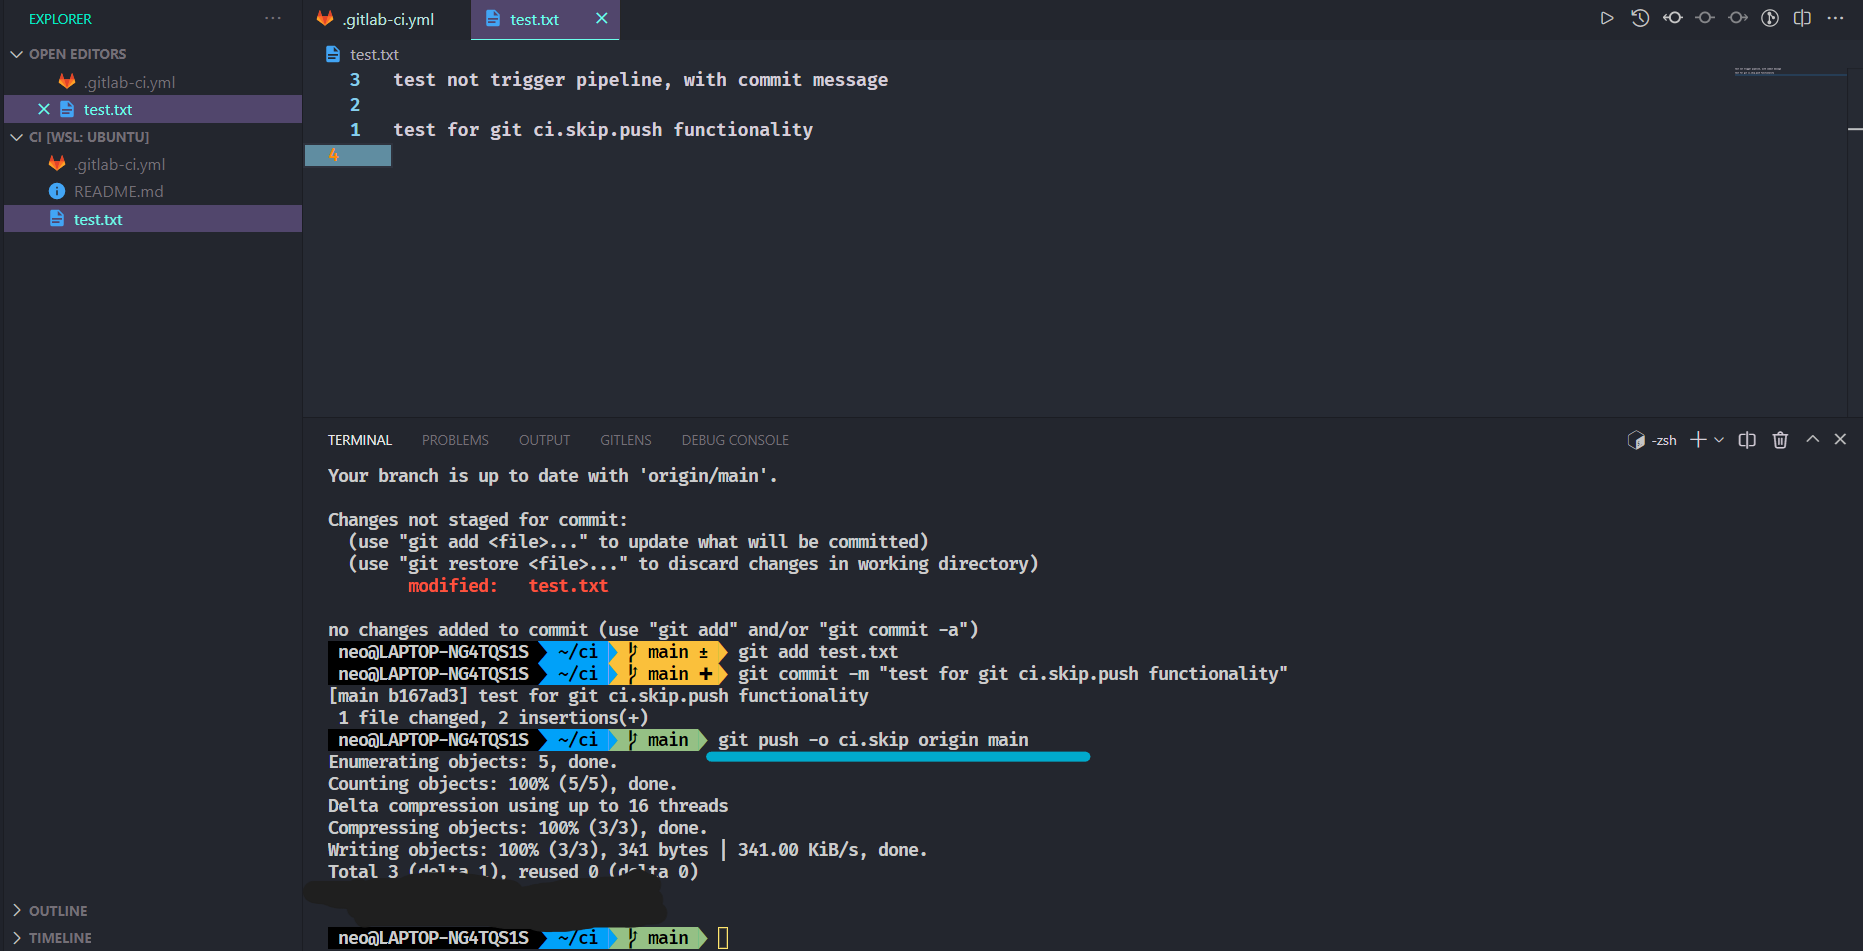 EXPLORER
OPEN EDITORS
.gitlab-ci.yml
test.txt
CI [WSL: UBUNTU]
.gitlab-ci.yml
README.md
test.txt
OUTLINE
TIMELINE
.gitlab-ci.yml
test.txt
test.txt
3 test not trigger pipeline, with commit message
2
1 test for git ci.skip.push functionality
4
TERMINAL PROBLEMS OUTPUT GITLENS DEBUG CONSOLE
-zsh
Your branch is up to date with 'origin/main'.
Changes not staged for commit:
(use "git add <file>..." to update what will be committed)
(use "git restore <file>..." to discard changes in working directory)
modified: test.txt
no changes added to commit (use "git add" and/or "git commit -a")
neo@LAPTOP-NG4TQS1S ~/ci main ± git add test.txt
neo@LAPTOP-NG4TQS1S ~/ci main ✚ git commit -m "test for git ci.skip.push functionality"
[main b167ad3] test for git ci.skip.push functionality
1 file changed, 2 insertions(+)
neo@LAPTOP-NG4TQS1S ~/ci main git push -o ci.skip origin main
Enumerating objects: 5, done.
Counting objects: 100% (5/5), done.
Delta compression using up to 16 threads
Compressing objects: 100% (3/3), done.
Writing objects: 100% (3/3), 341 bytes | 341.00 KiB/s, done.
Total 3 (delta 1), reused 0 (delta 0)
neo@LAPTOP-NG4TQS1S ~/ci main